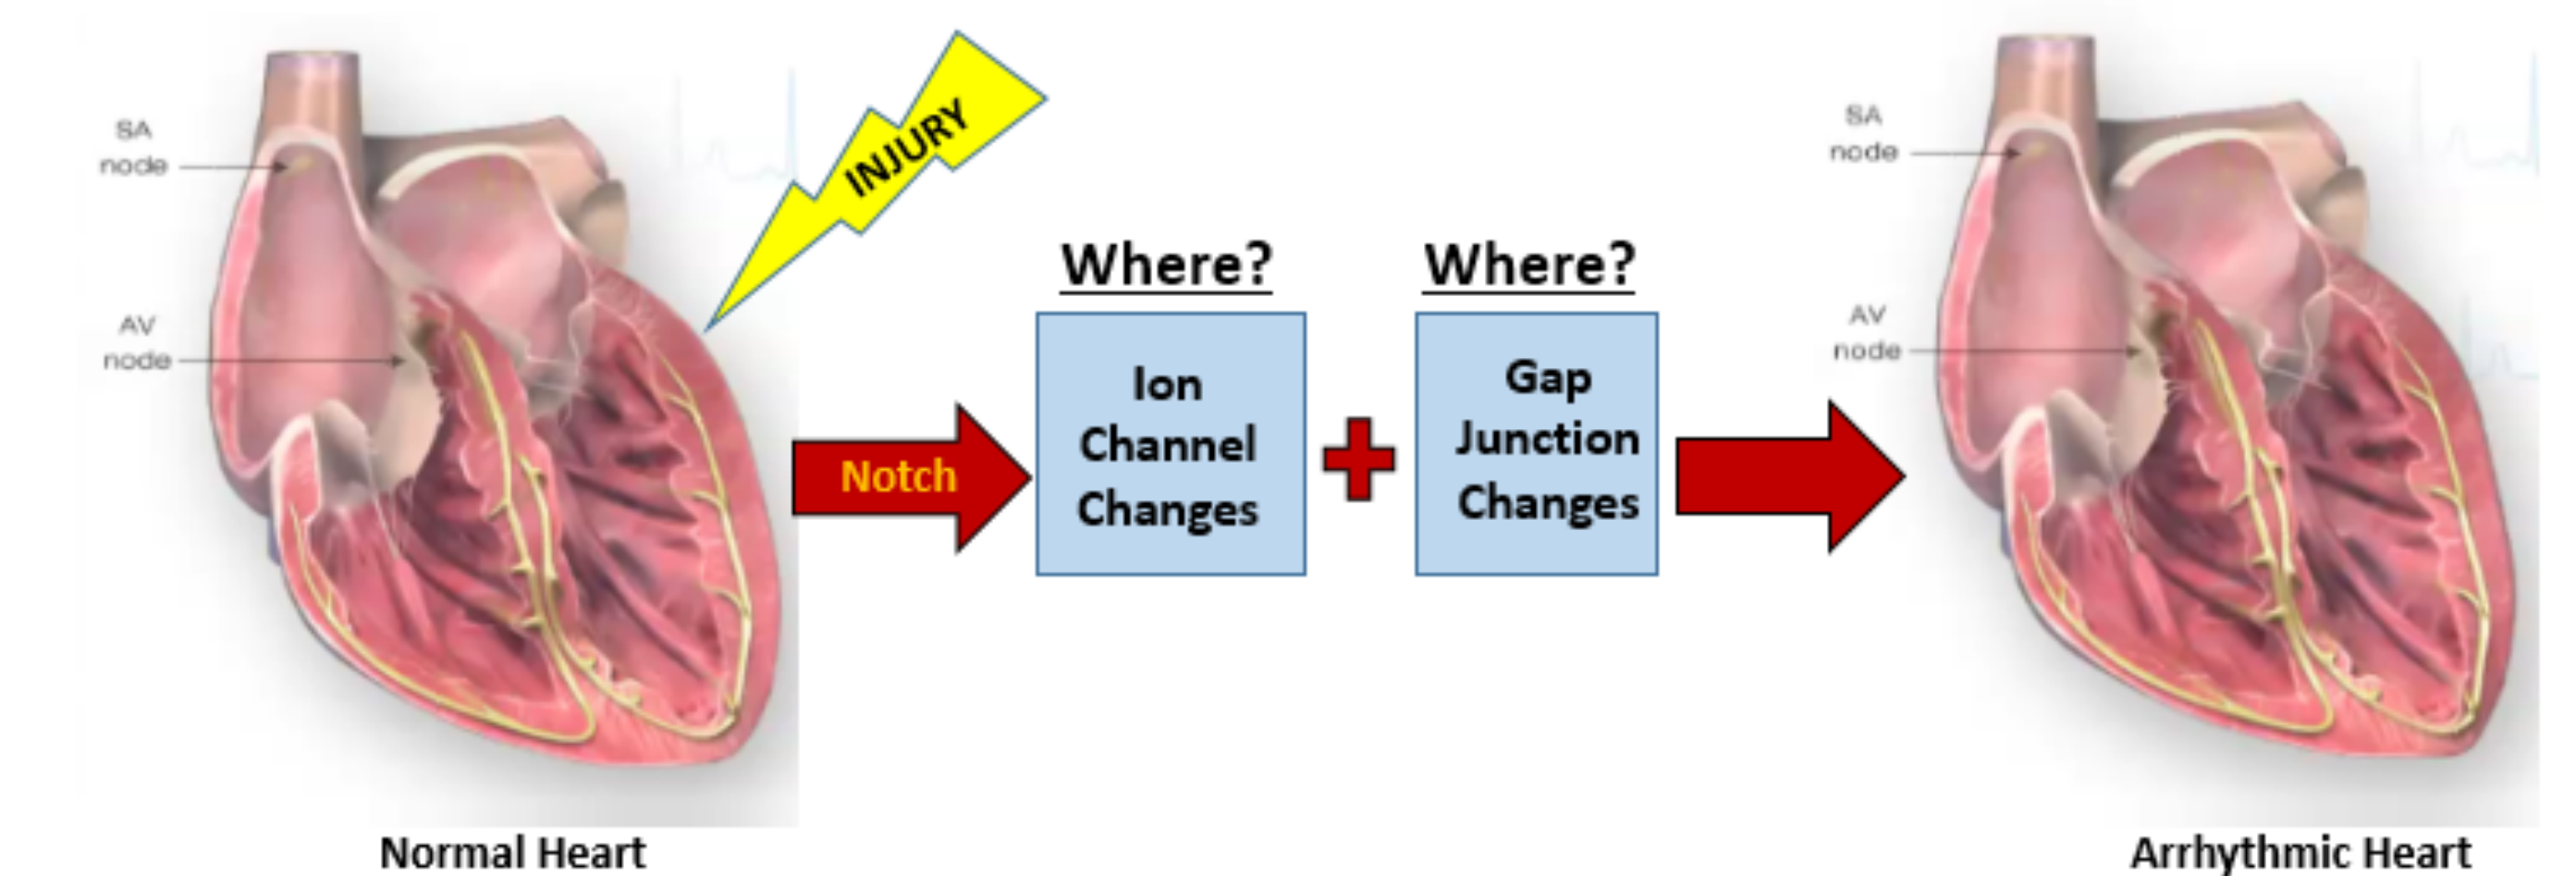 SA
node
AV
node
INJURY
Notch
Where?
Ion
Channel
Changes
Where?
Gap
Junction
Changes
SA
node
AV
node
Normal Heart
Arrhythmic Heart